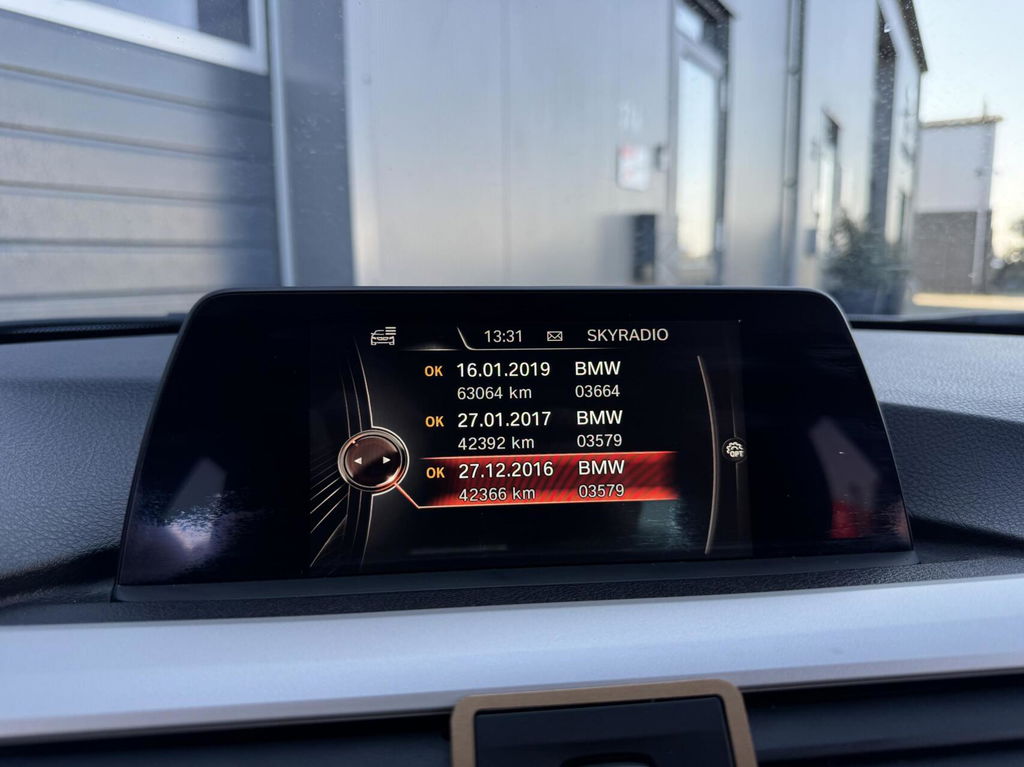 13:31 SKYRADIO
OK 16.01.2019 BMW
63064 km 03664
OK 27.01.2017 BMW
42392 km 03579
OPT
OK 27.12.2016 BMW
42366 km 03579